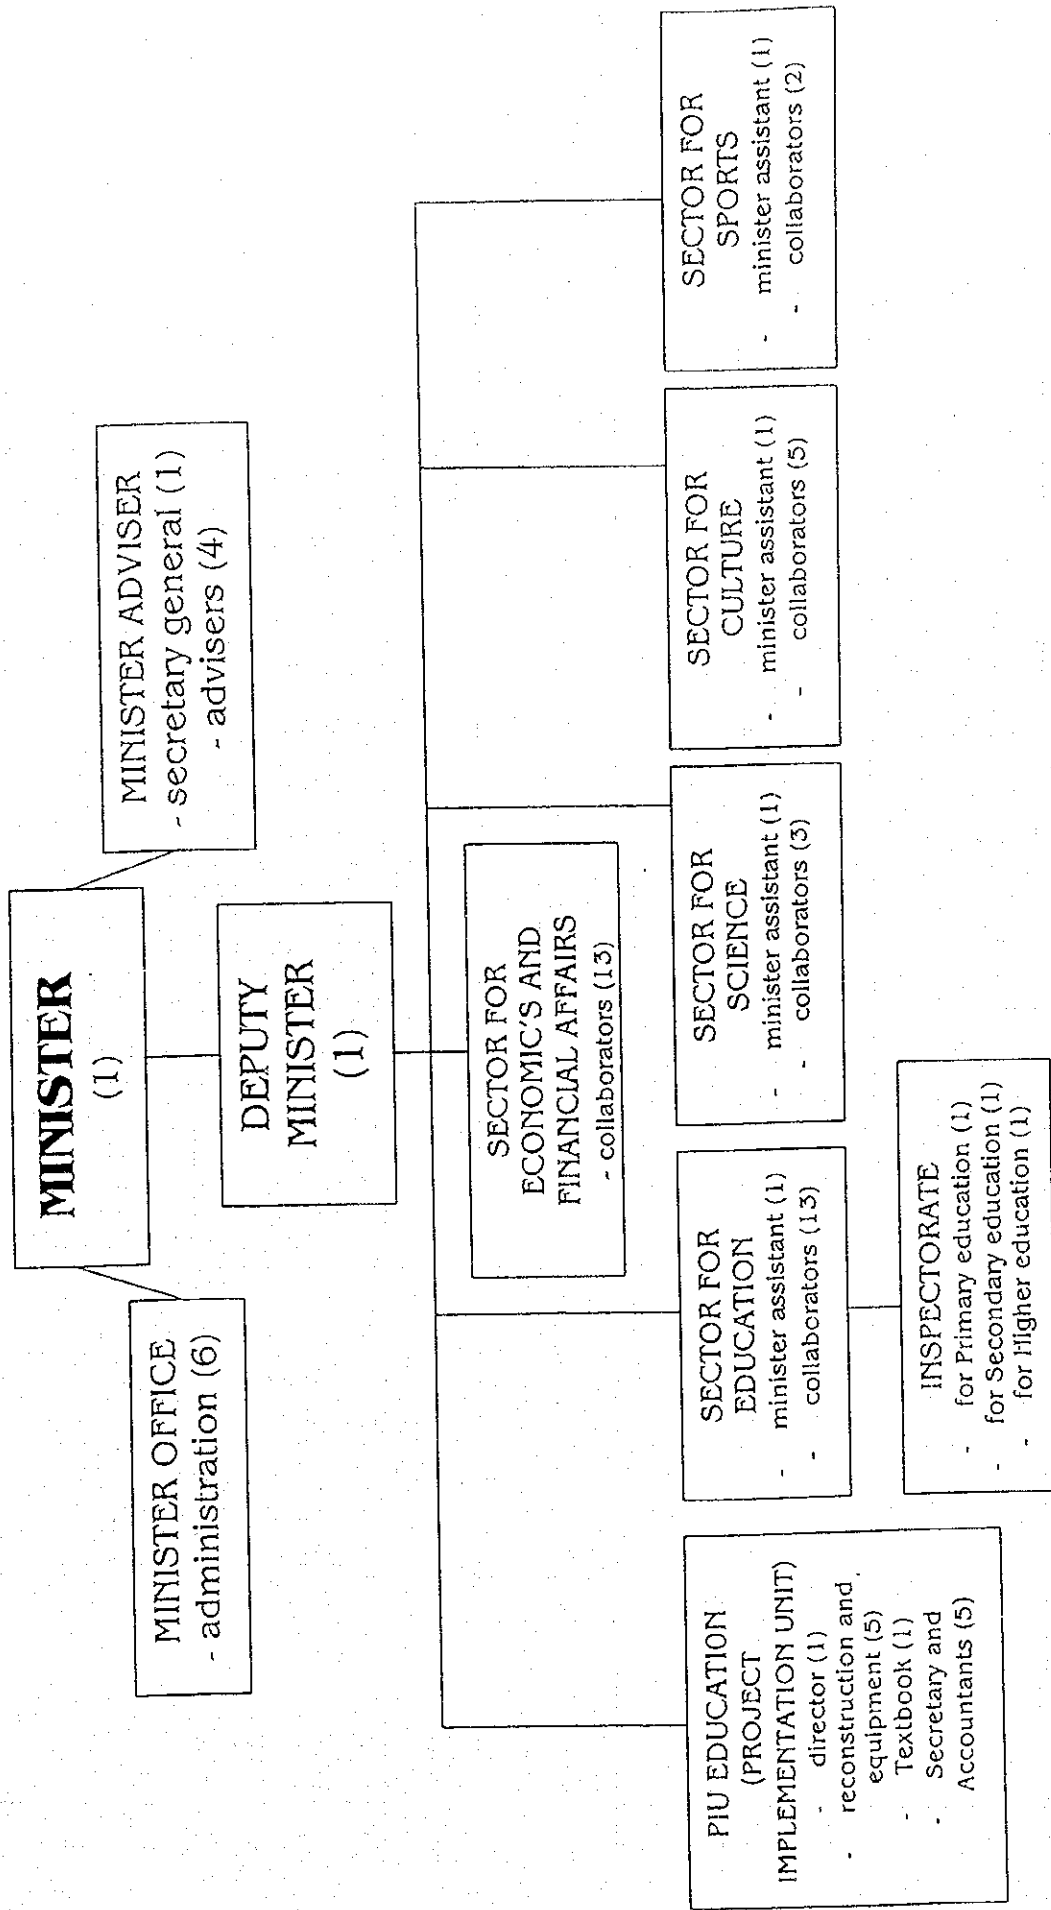 MINISTER
(1)
MINISTER OFFICE
- administration (6)
MINISTER ADVISER
- secretary general (1)
- advisers (4)
DEPUTY
MINISTER
(1)
SECTOR FOR
ECONOMIC'S AND
FINANCIAL AFFAIRS
- collaborators (13)
PIU EDUCATION
(PROJECT
IMPLEMENTATION UNIT)
- director (1)
- reconstruction and
equipment (5)
- Textbook (1)
- Secretary and
Accountants (5)
SECTOR FOR
EDUCATION
- minister assistant (1)
- collaborators (13)
SECTOR FOR
SCIENCE
- minister assistant (1)
- collaborators (3)
SECTOR FOR
CULTURE
- minister assistant (1)
- collaborators (5)
SECTOR FOR
SPORTS
- minister assistant (1)
- collaborators (2)
INSPECTORATE
- for Primary education (1)
- for Secondary education (1)
- for Higher education (1)